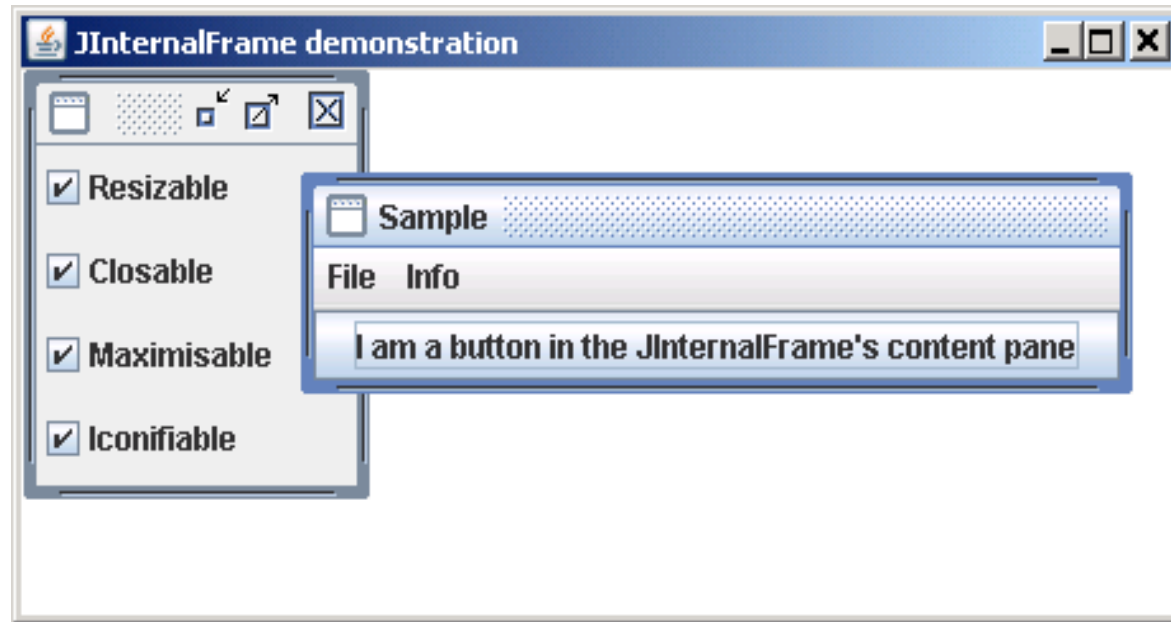 JInternalFrame demonstration
Resizable
Closable
Maximisable
Iconifiable
Sample
File Info
I am a button in the JInternalFrame's content pane